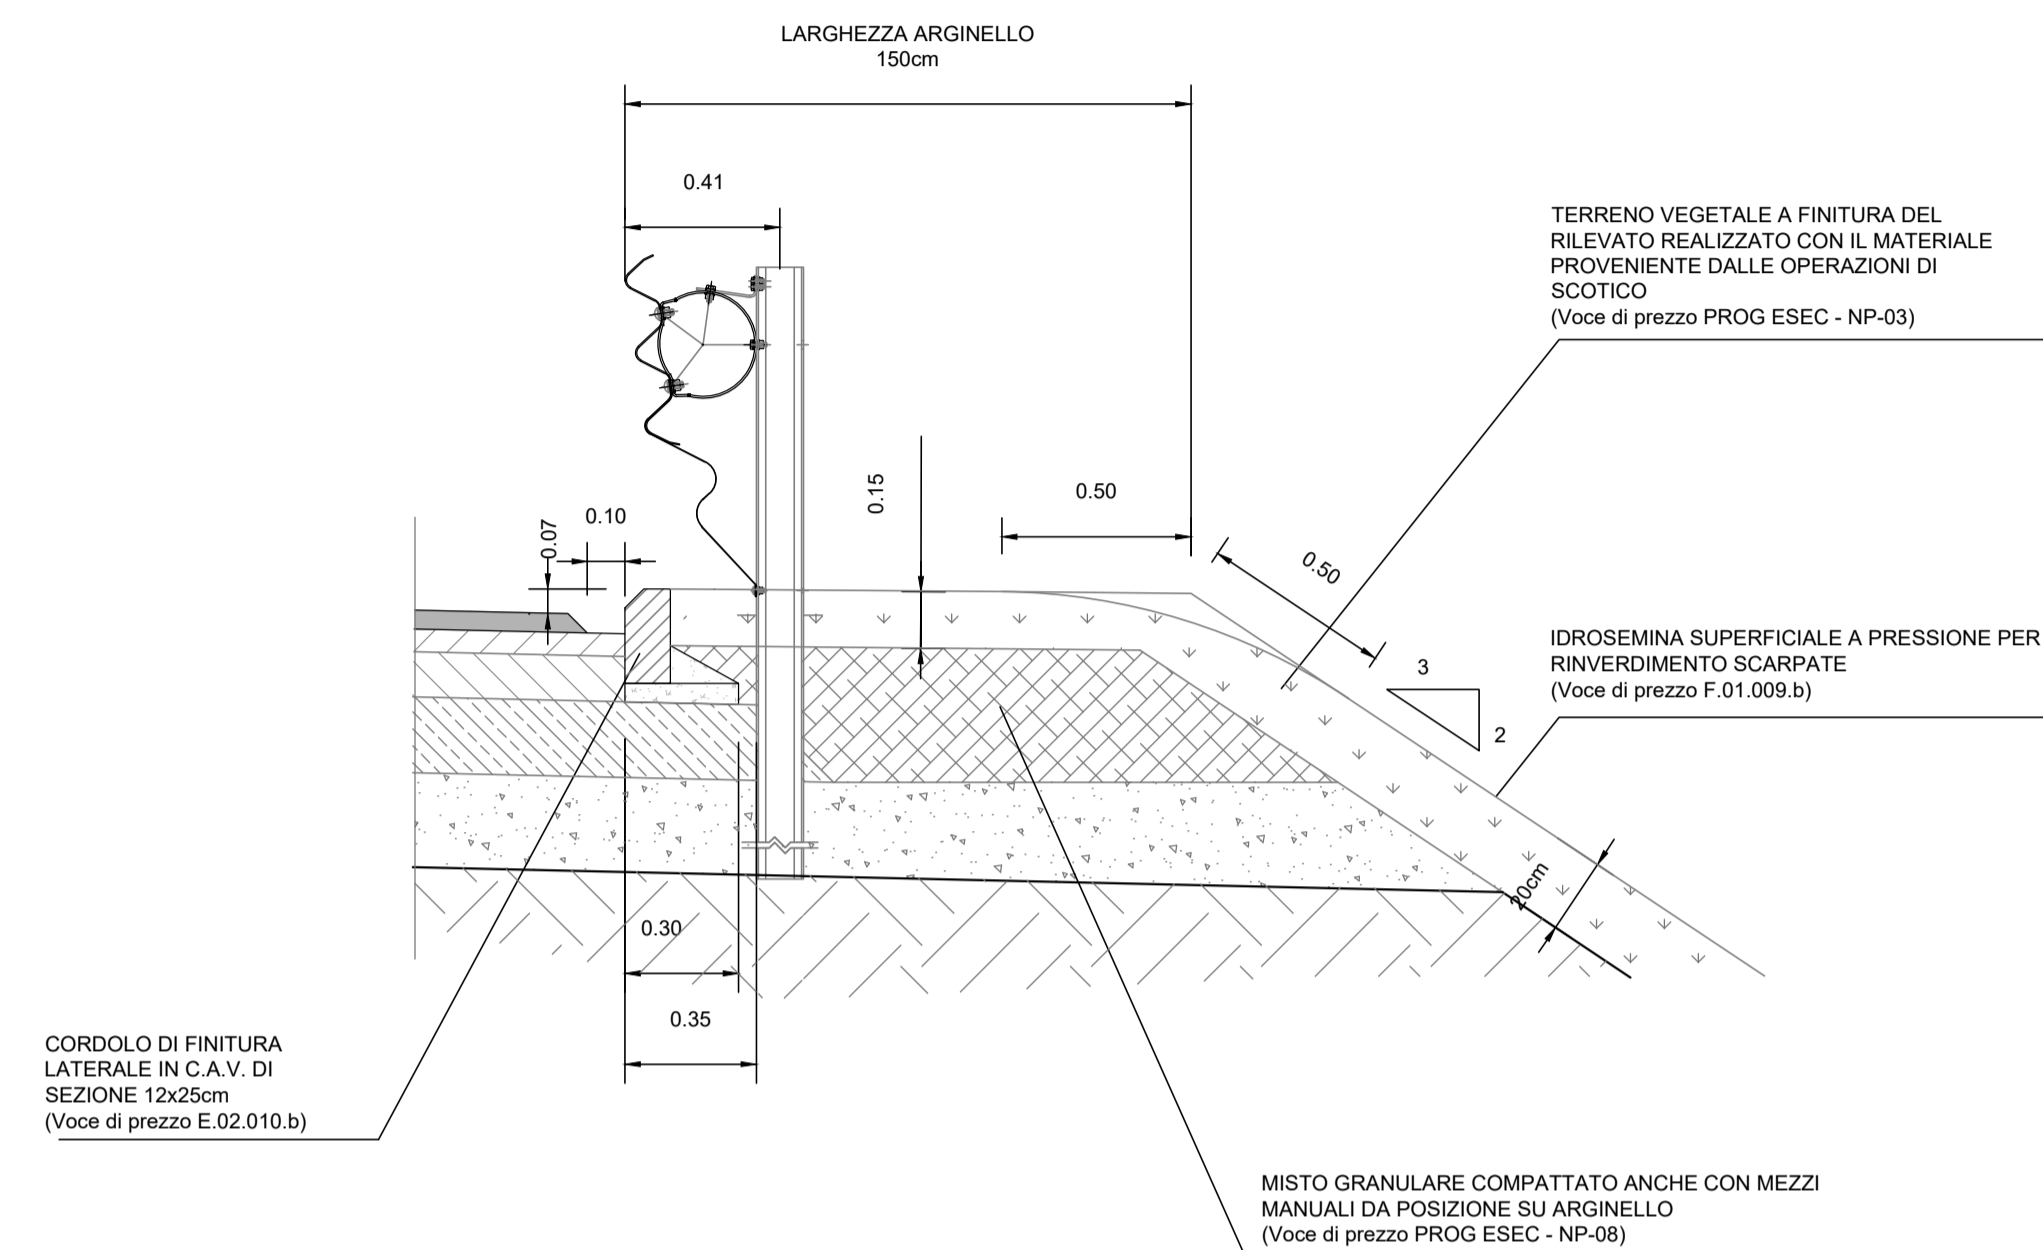 LARGHEZZA ARGINELLO
150cm
0.41
TERRENO VEGETALE A FINITURA DEL
RILEVATO REALIZZATO CON IL MATERIALE
PROVENIENTE DALLE OPERAZIONI DI
SCOTICO
(Voce di prezzo PROG ESEC - NP-03)
0.15
0.50
0.10
0.07
0.50
IDROSEMINA SUPERFICIALE A PRESSIONE PER
RINVERDIMENTO SCARPATE
(Voce di prezzo F.01.009.b)
3
2
20cm
0.30
0.35
CORDOLO DI FINITURA
LATERALE IN C.A.V. DI
SEZIONE 12x25cm
(Voce di prezzo E.02.010.b)
MISTO GRANULARE COMPATTATO ANCHE CON MEZZI
MANUALI DA POSIZIONE SU ARGINELLO
(Voce di prezzo PROG ESEC - NP-08)